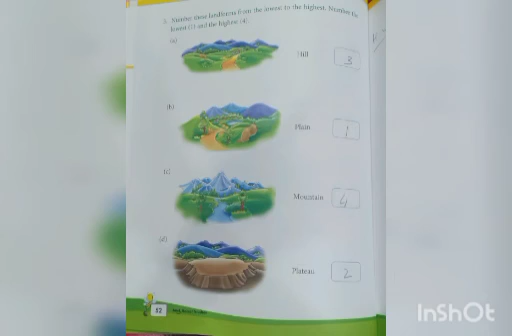 3. Number these landforms from the lowest to the highest. Number the
lowest (1) and the highest (4).
(a)
Hill
3
(b)
Plain
1
(c)
Mountain
4
(d)
Plateau
2
52
InShOt